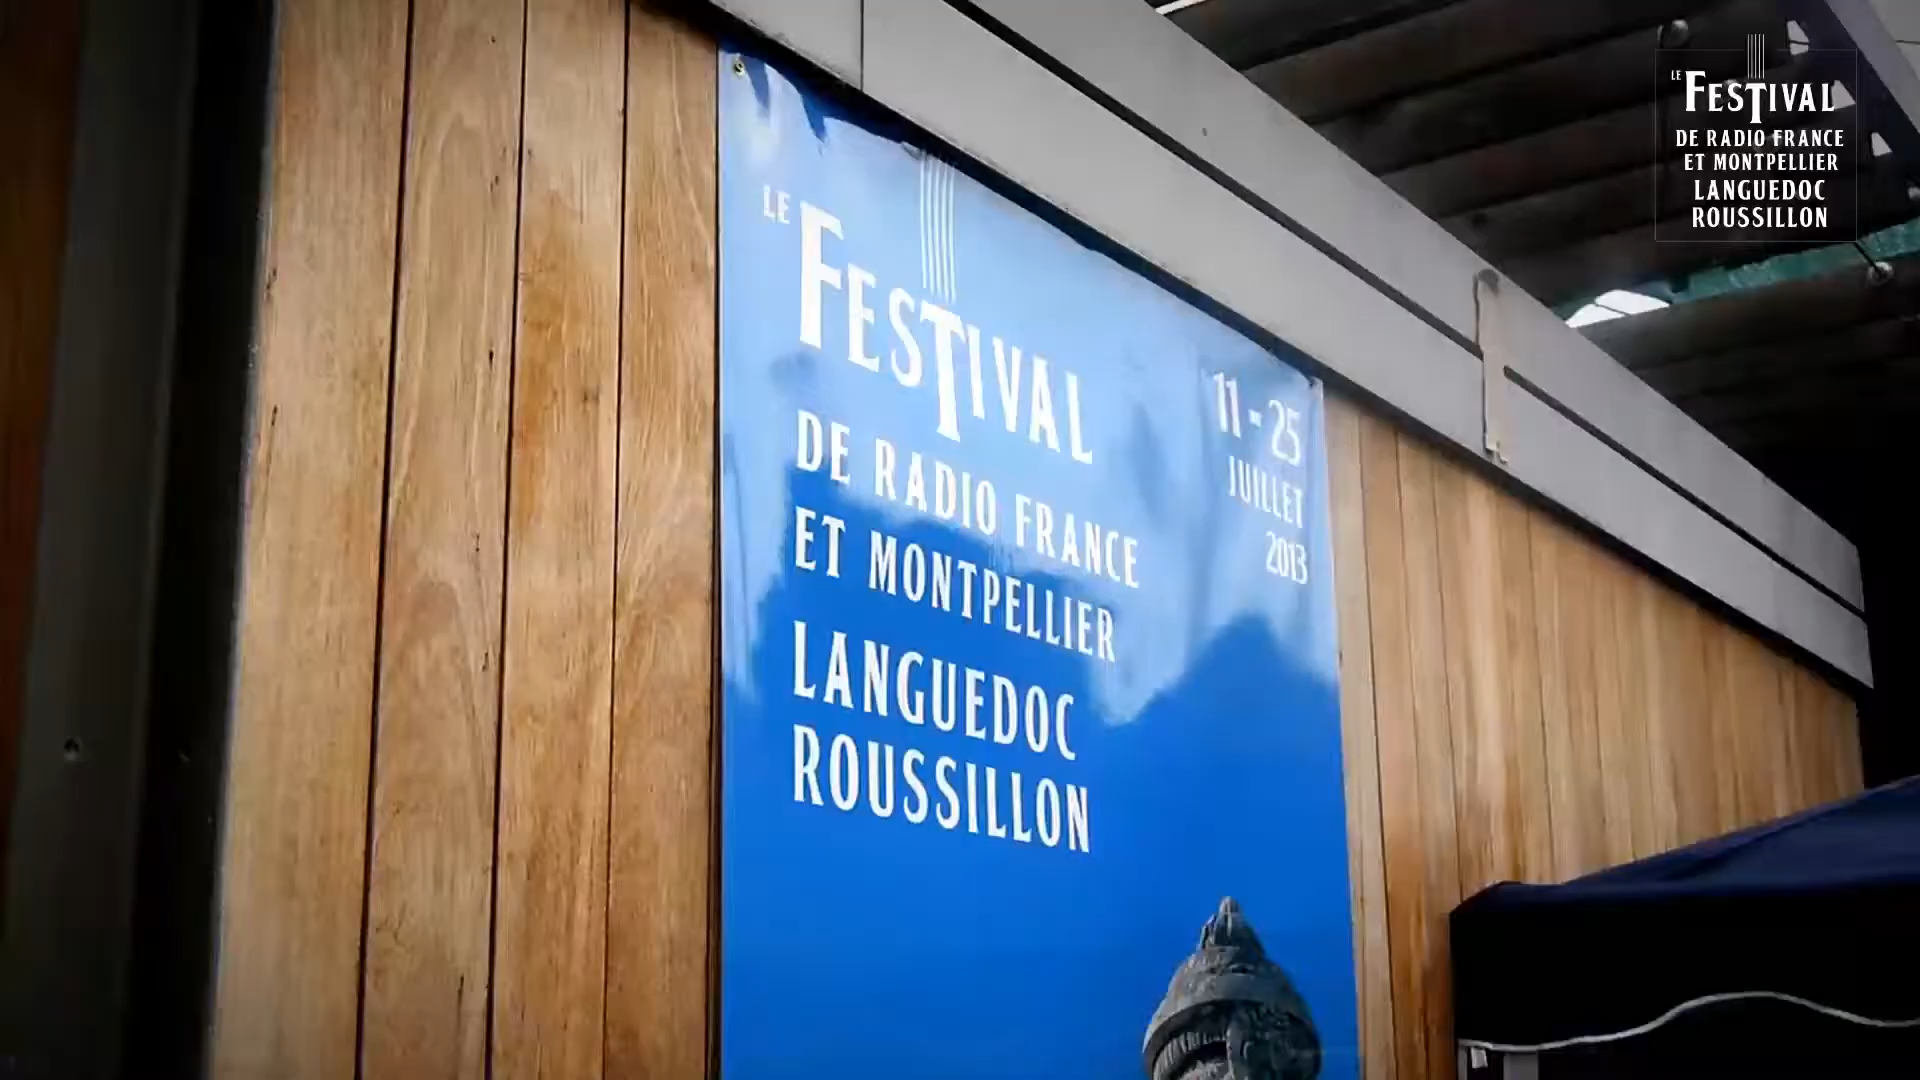 LE
FESTIVAL
DE RADIO FRANCE
ET MONTPELLIER
LANGUEDOC
ROUSSILLON
11 - 25
JUILLET
2013
LE
FESTIVAL
DE RADIO FRANCE
ET MONTPELLIER
LANGUEDOC
ROUSSILLON